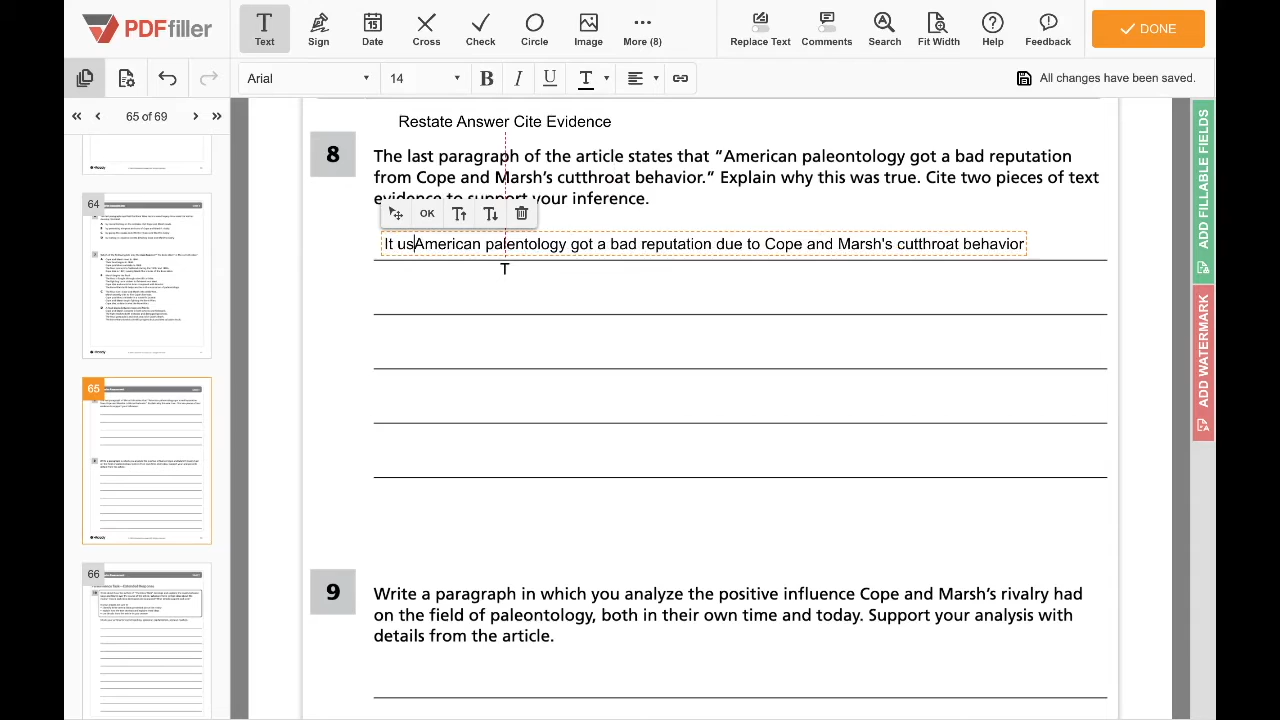 PDFfiller
Text
Sign
Date
Cross
Check
Circle
Image
More (8)
Replace Text
Comments
Search
Fit Width
Help
Feedback
DONE
Arial
14
B I U T
All changes have been saved.
65 of 69
64
65
66
Restate Answer Cite Evidence
8
The last paragraph of the article states that “American paleontology got a bad reputation
from Cope and Marsh’s cutthroat behavior.” Explain why this was true. Cite two pieces of text
evidence to support your inference.
OK
It usAmerican paeontology got a bad reputation due to Cope and Marsh's cutthroat behavior
9
Write a paragraph in which you analyze the positive influence Cope and Marsh’s rivalry had
on the field of paleontology, both in their own time and today. Support your analysis with
details from the article.
ADD FILLABLE FIELDS
ADD WATERMARK